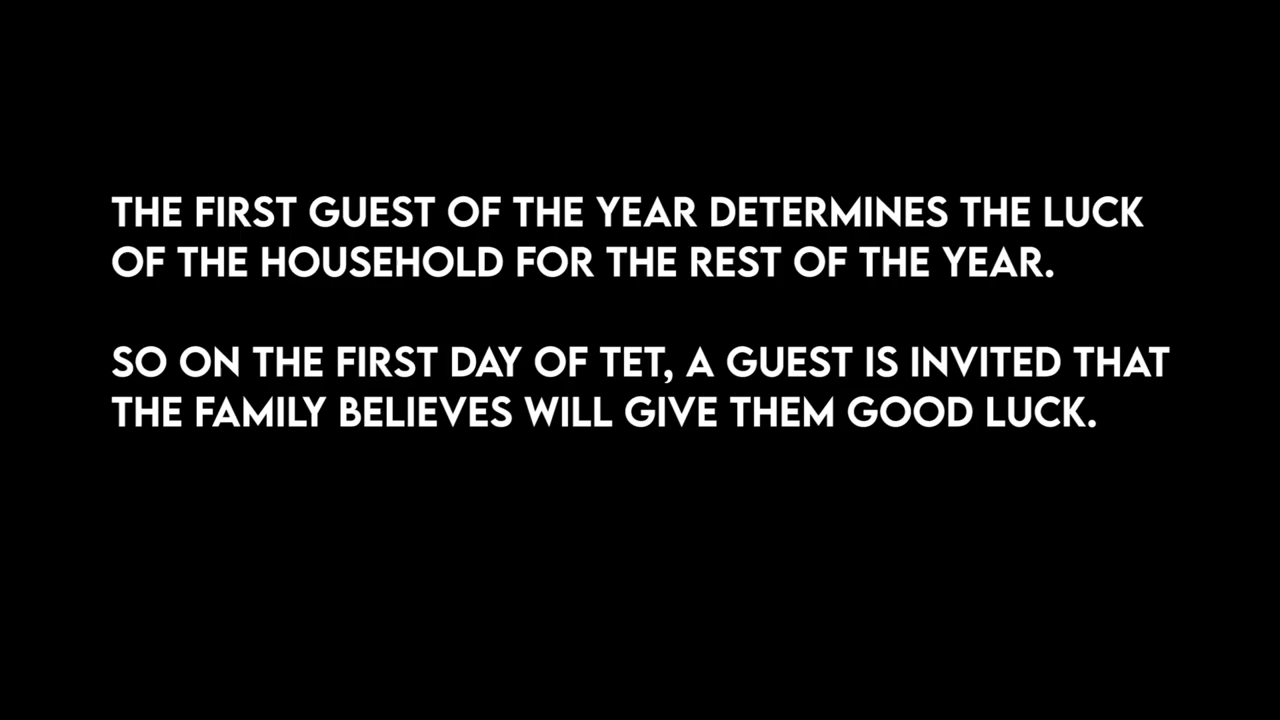 THE FIRST GUEST OF THE YEAR DETERMINES THE LUCK
OF THE HOUSEHOLD FOR THE REST OF THE YEAR.
SO ON THE FIRST DAY OF TET, A GUEST IS INVITED THAT
THE FAMILY BELIEVES WILL GIVE THEM GOOD LUCK.